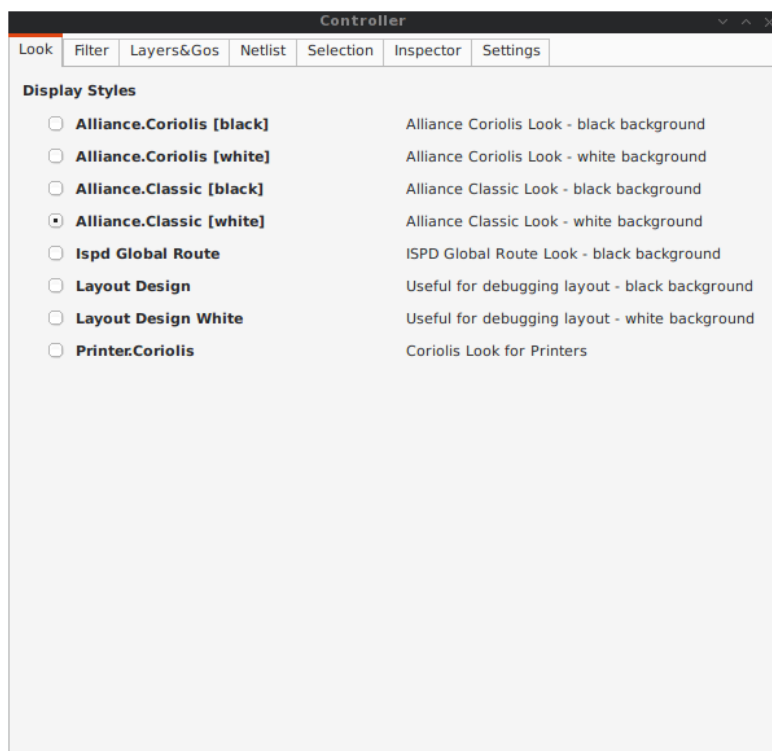 Controller
Look Filter Layers&Gos Netlist Selection Inspector Settings
Display Styles
Alliance.Coriolis [black] Alliance Coriolis Look - black background
Alliance.Coriolis [white] Alliance Coriolis Look - white background
Alliance.Classic [black] Alliance Classic Look - black background
Alliance.Classic [white] Alliance Classic Look - white background
Ispd Global Route ISPD Global Route Look - black background
Layout Design Useful for debugging layout - black background
Layout Design White Useful for debugging layout - white background
Printer.Coriolis Coriolis Look for Printers